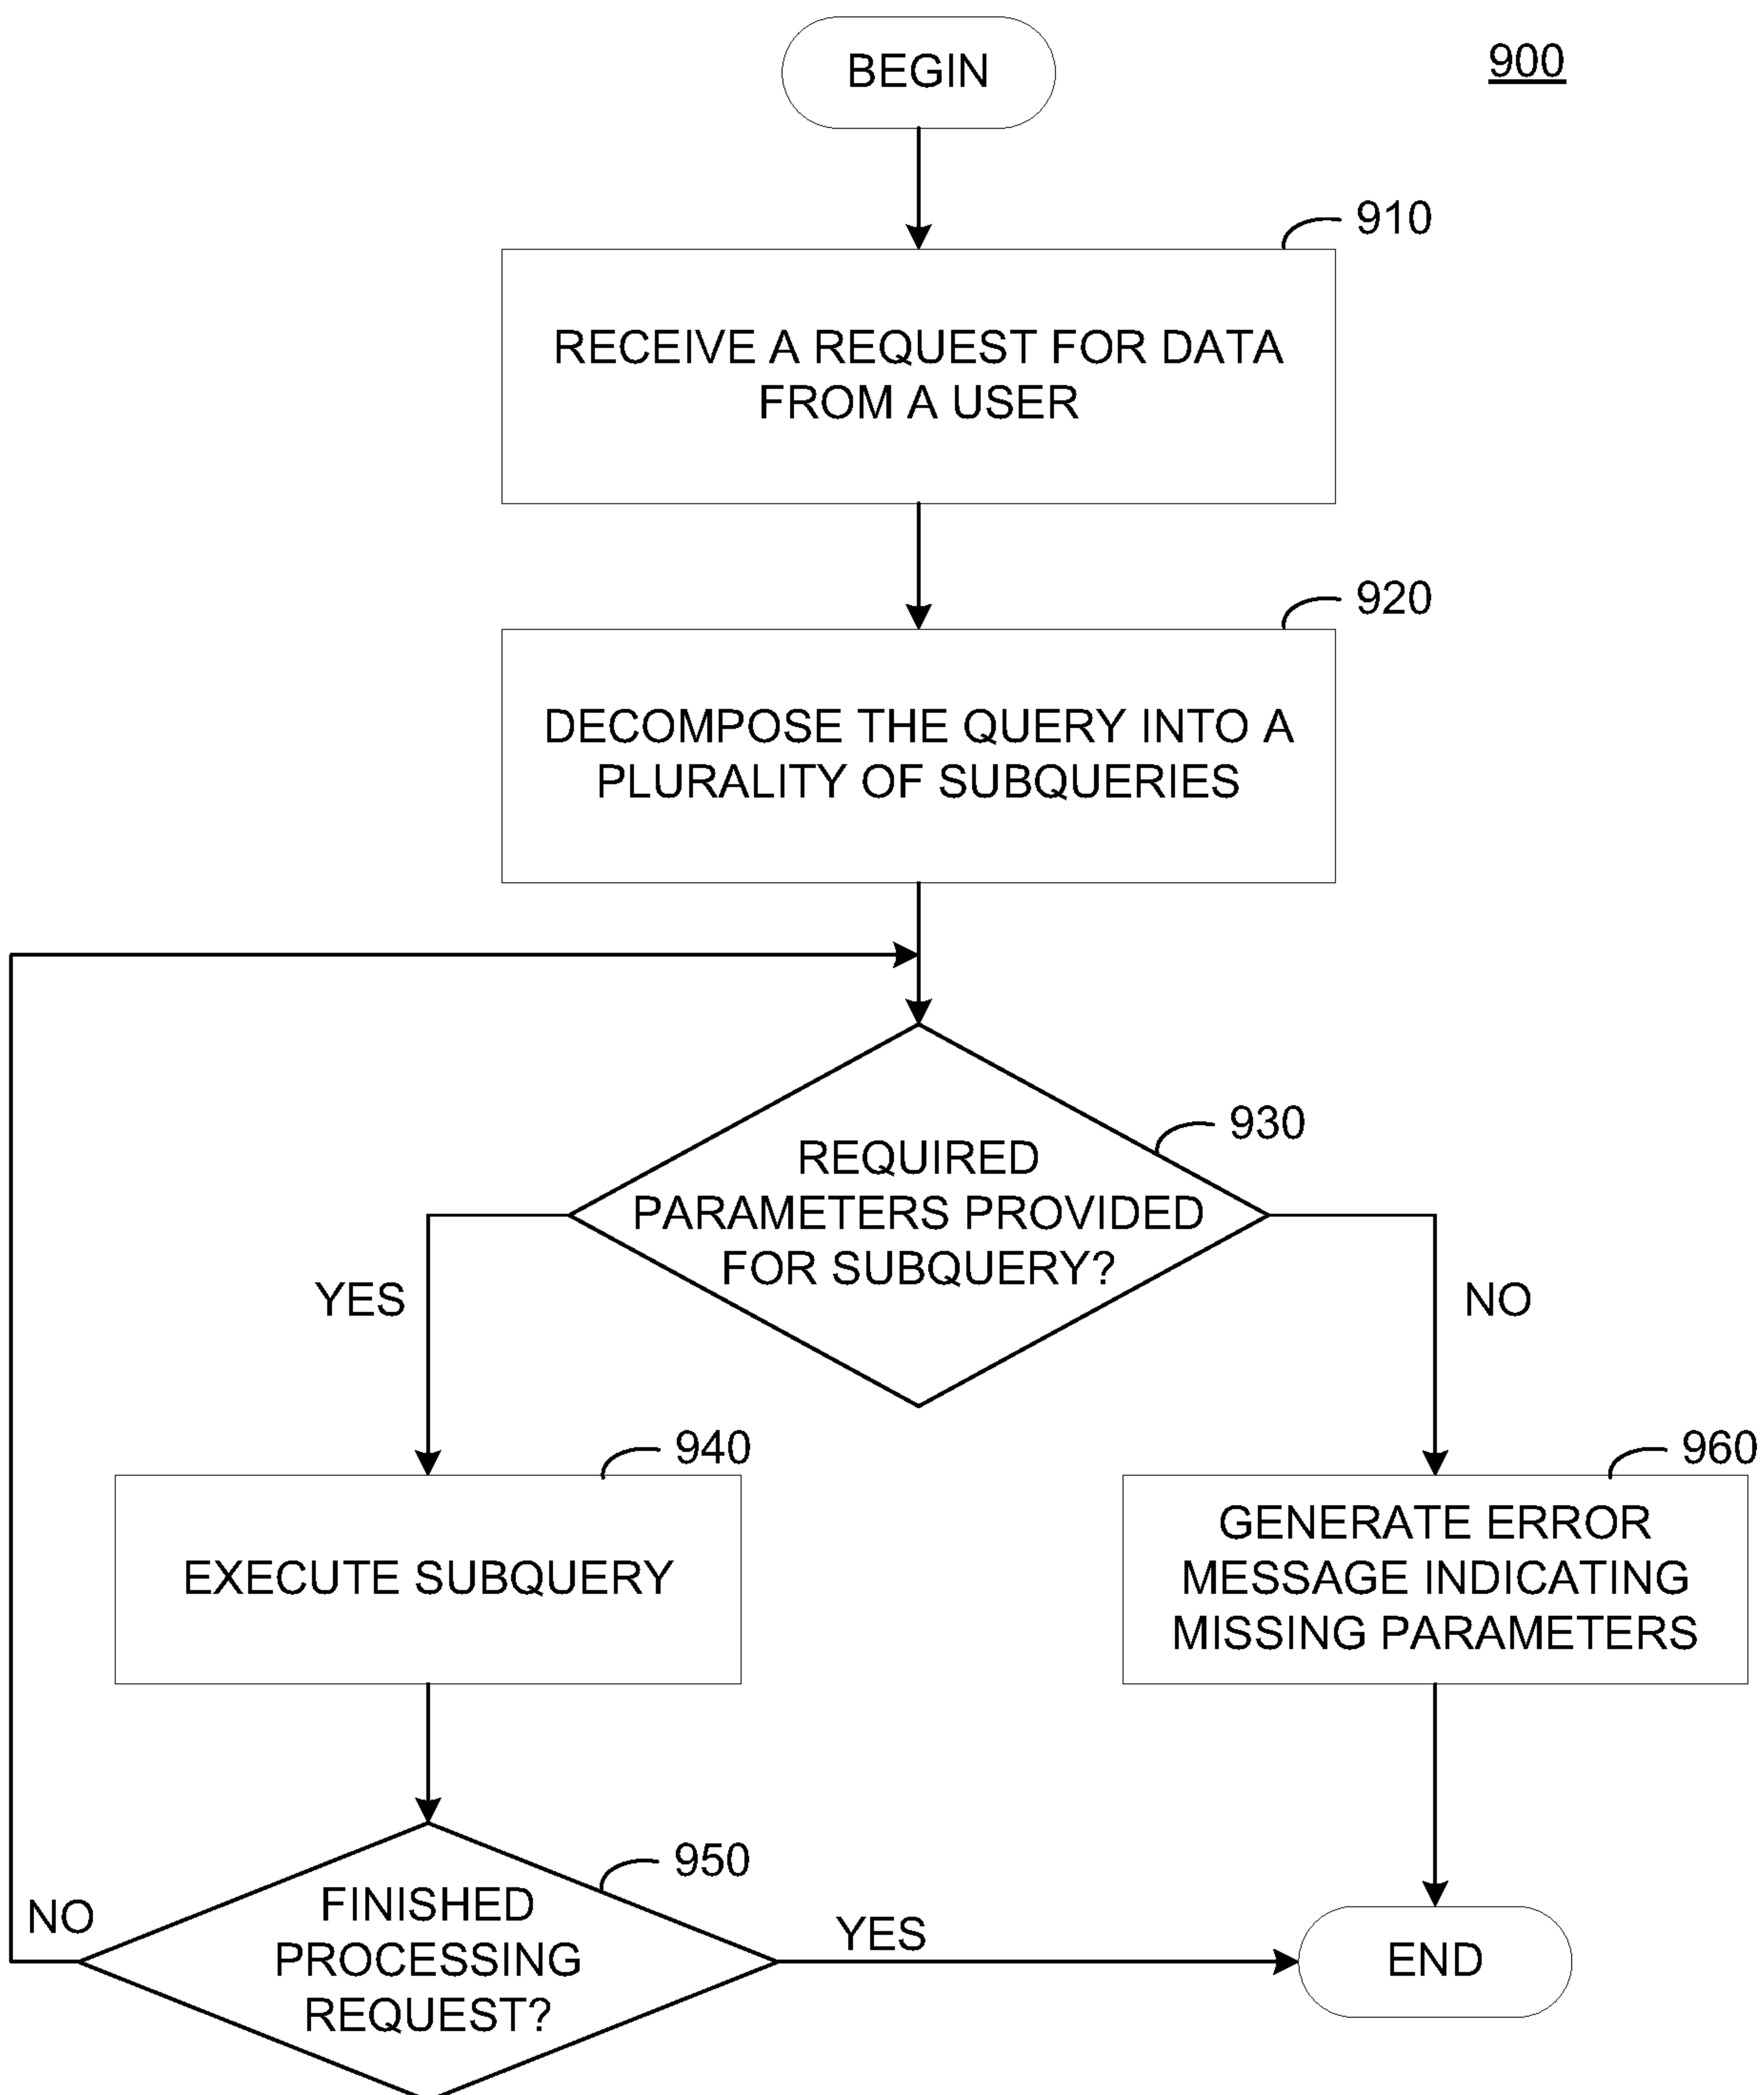 BEGIN
900
910
RECEIVE A REQUEST FOR DATA
FROM A USER
920
DECOMPOSE THE QUERY INTO A
PLURALITY OF SUBQUERIES
930
REQUIRED
PARAMETERS PROVIDED
FOR SUBQUERY?
YES
NO
940
EXECUTE SUBQUERY
960
GENERATE ERROR
MESSAGE INDICATING
MISSING PARAMETERS
950
FINISHED
PROCESSING
REQUEST?
NO
YES
END